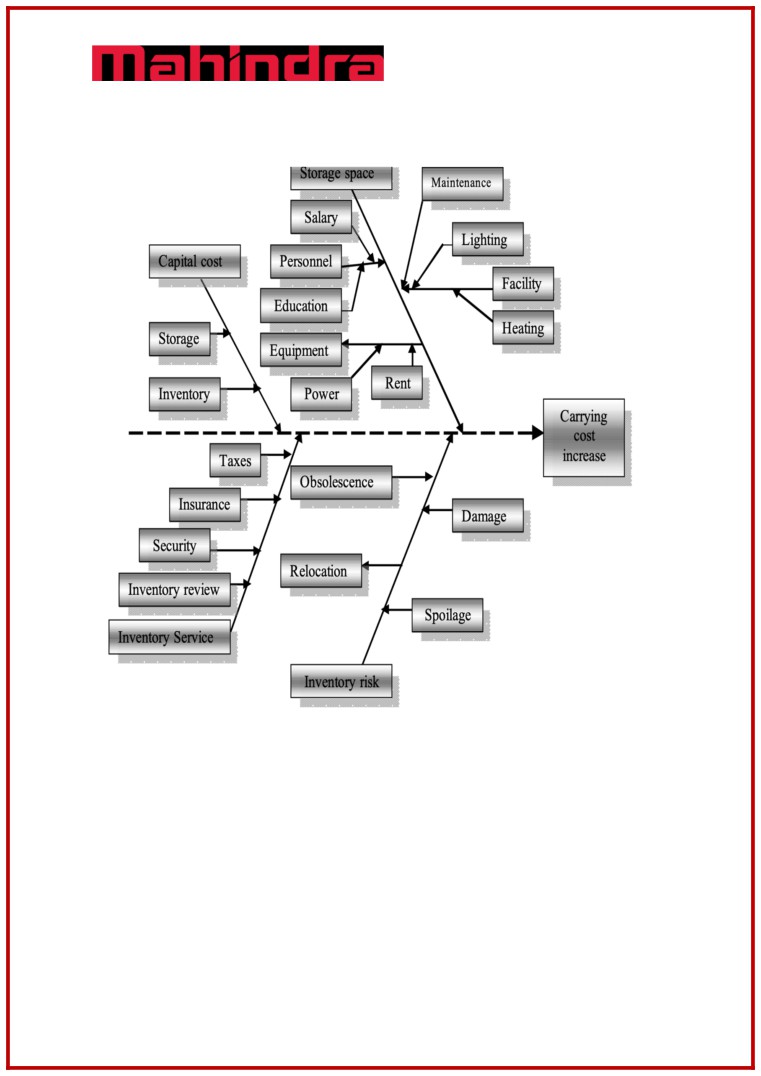 Mahindra
Storage space
Maintenance
Salary
Lighting
Capital cost
Personnel
Facility
Education
Heating
Storage
Equipment
Inventory
Power
Rent
Carrying
cost
increase
Taxes
Obsolescence
Insurance
Damage
Security
Relocation
Inventory review
Spoilage
Inventory Service
Inventory risk